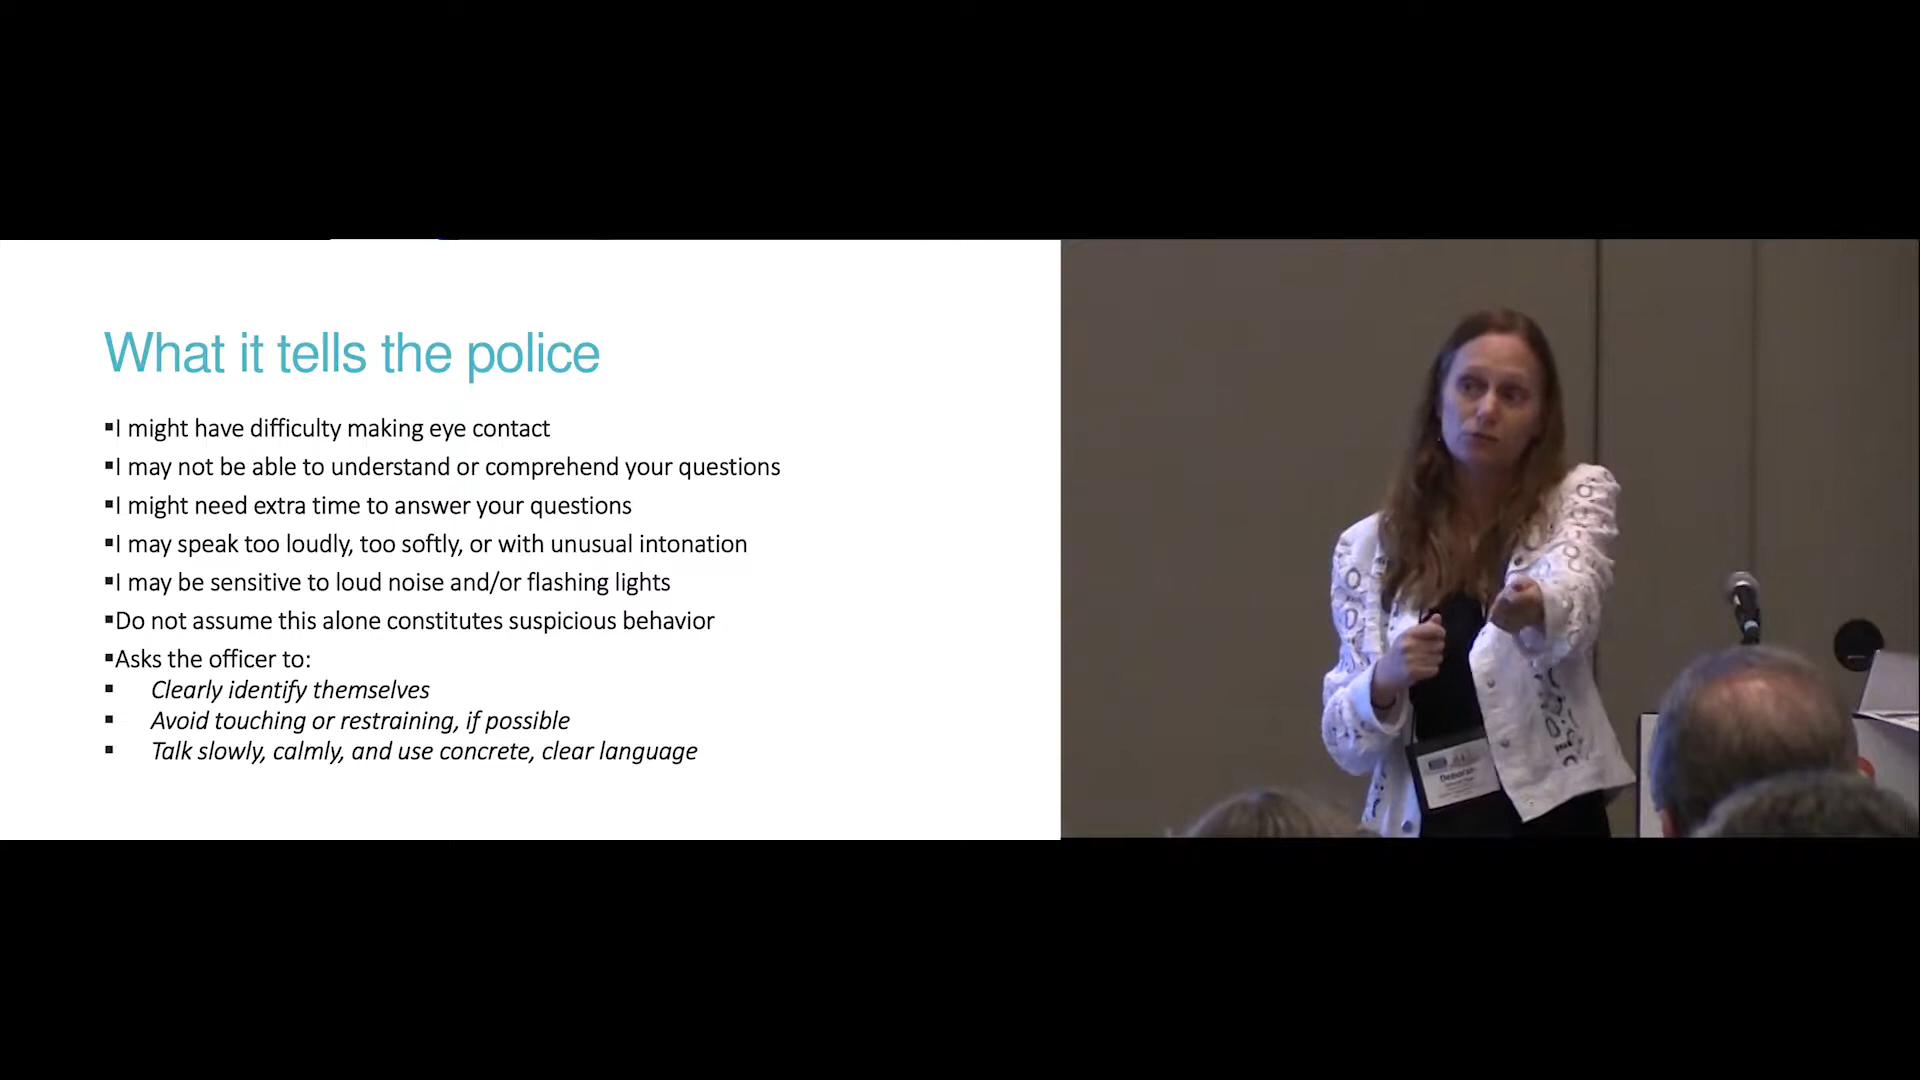 What it tells the police
▪I might have difficulty making eye contact
▪I may not be able to understand or comprehend your questions
▪I might need extra time to answer your questions
▪I may speak too loudly, too softly, or with unusual intonation
▪I may be sensitive to loud noise and/or flashing lights
▪Do not assume this alone constitutes suspicious behavior
▪Asks the officer to:
▪ Clearly identify themselves
▪ Avoid touching or restraining, if possible
▪ Talk slowly, calmly, and use concrete, clear language
Deborah